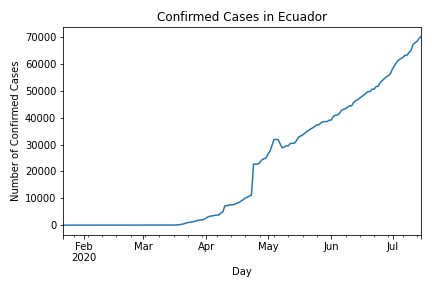 Confirmed Cases in Ecuador
Number of Confirmed Cases
70000
60000
50000
40000
30000
20000
10000
0
Feb Mar Apr May Jun Jul
2020
Day